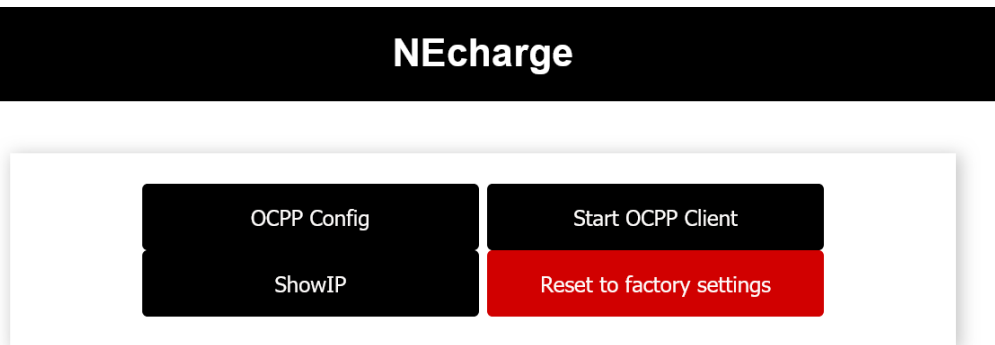 NEcharge
OCPP Config
Start OCPP Client
ShowIP
Reset to factory settings